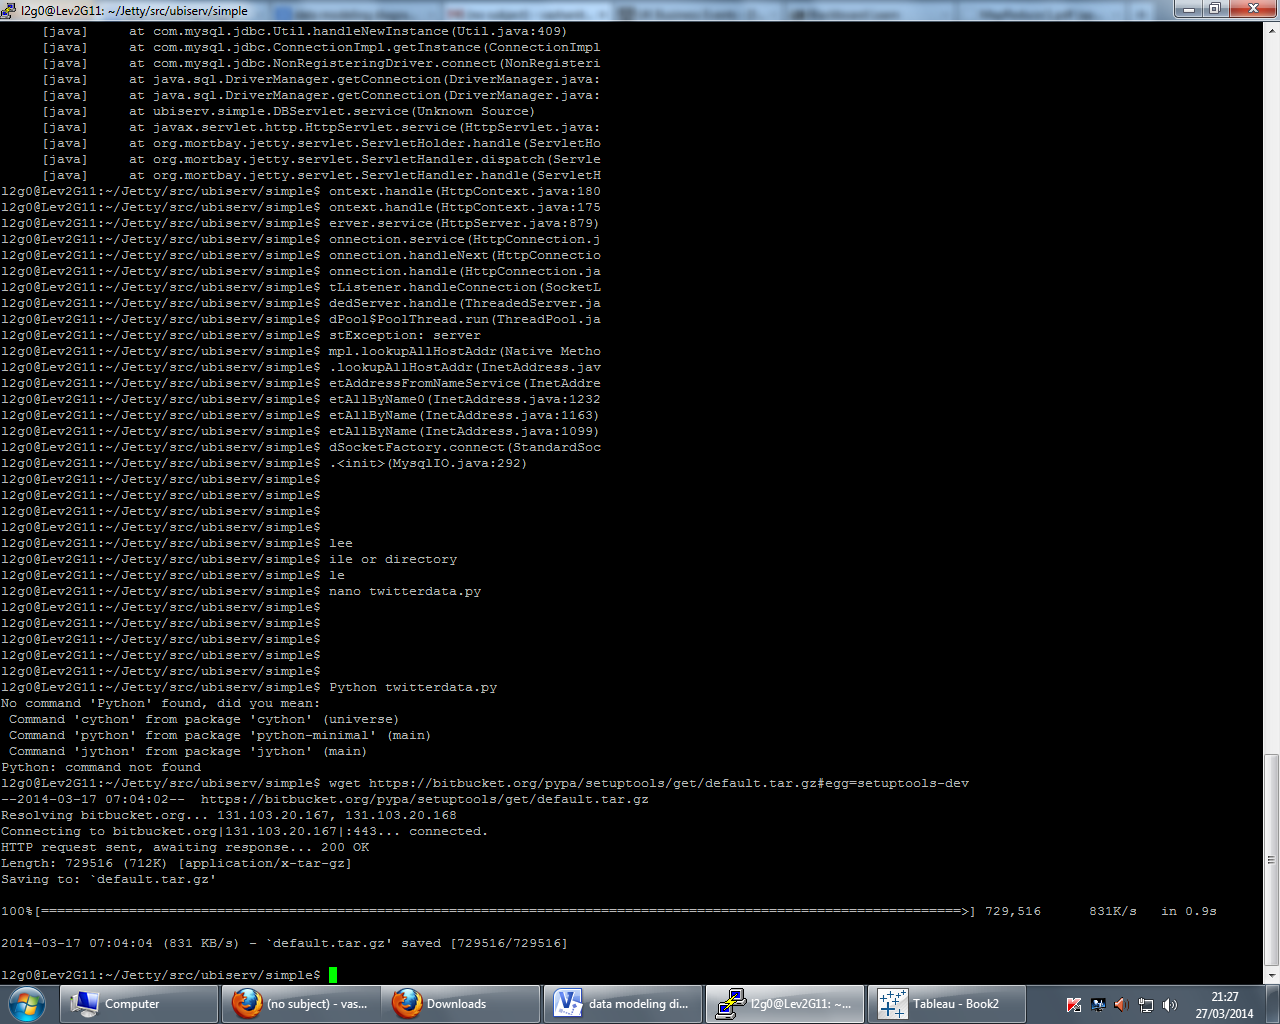 l2g0@Lev2G11: ~/Jetty/src/ubiserv/simple
[java]     at com.mysql.jdbc.Util.handleNewInstance(Util.java:409)
[java]     at com.mysql.jdbc.ConnectionImpl.getInstance(ConnectionImpl
[java]     at com.mysql.jdbc.NonRegisteringDriver.connect(NonRegisteri
[java]     at java.sql.DriverManager.getConnection(DriverManager.java:
[java]     at java.sql.DriverManager.getConnection(DriverManager.java:
[java]     at ubiserv.simple.DBServlet.service(Unknown Source)
[java]     at javax.servlet.http.HttpServlet.service(HttpServlet.java:
[java]     at org.mortbay.jetty.servlet.ServletHolder.handle(ServletHo
[java]     at org.mortbay.jetty.servlet.ServletHandler.dispatch(Servle
[java]     at org.mortbay.jetty.servlet.ServletHandler.handle(ServletH
l2g0@Lev2G11:~/Jetty/src/ubiserv/simple$ ontext.handle(HttpContext.java:180
l2g0@Lev2G11:~/Jetty/src/ubiserv/simple$ ontext.handle(HttpContext.java:175
l2g0@Lev2G11:~/Jetty/src/ubiserv/simple$ erver.service(HttpServer.java:879)
l2g0@Lev2G11:~/Jetty/src/ubiserv/simple$ onnection.service(HttpConnection.j
l2g0@Lev2G11:~/Jetty/src/ubiserv/simple$ onnection.handleNext(HttpConnectio
l2g0@Lev2G11:~/Jetty/src/ubiserv/simple$ onnection.handle(HttpConnection.ja
l2g0@Lev2G11:~/Jetty/src/ubiserv/simple$ tListener.handleConnection(SocketL
l2g0@Lev2G11:~/Jetty/src/ubiserv/simple$ dedServer.handle(ThreadedServer.ja
l2g0@Lev2G11:~/Jetty/src/ubiserv/simple$ dPool$PoolThread.run(ThreadPool.ja
l2g0@Lev2G11:~/Jetty/src/ubiserv/simple$ stException: server
l2g0@Lev2G11:~/Jetty/src/ubiserv/simple$ mpl.lookupAllHostAddr(Native Metho
l2g0@Lev2G11:~/Jetty/src/ubiserv/simple$ .lookupAllHostAddr(InetAddress.jav
l2g0@Lev2G11:~/Jetty/src/ubiserv/simple$ etAddressFromNameService(InetAddre
l2g0@Lev2G11:~/Jetty/src/ubiserv/simple$ etAllByName0(InetAddress.java:1232
l2g0@Lev2G11:~/Jetty/src/ubiserv/simple$ etAllByName(InetAddress.java:1163)
l2g0@Lev2G11:~/Jetty/src/ubiserv/simple$ etAllByName(InetAddress.java:1099)
l2g0@Lev2G11:~/Jetty/src/ubiserv/simple$ dSocketFactory.connect(StandardSoc
l2g0@Lev2G11:~/Jetty/src/ubiserv/simple$ .<init>(MysqlIO.java:292)
l2g0@Lev2G11:~/Jetty/src/ubiserv/simple$
l2g0@Lev2G11:~/Jetty/src/ubiserv/simple$
l2g0@Lev2G11:~/Jetty/src/ubiserv/simple$
l2g0@Lev2G11:~/Jetty/src/ubiserv/simple$
l2g0@Lev2G11:~/Jetty/src/ubiserv/simple$ lee
l2g0@Lev2G11:~/Jetty/src/ubiserv/simple$ ile or directory
l2g0@Lev2G11:~/Jetty/src/ubiserv/simple$ le
l2g0@Lev2G11:~/Jetty/src/ubiserv/simple$ nano twitterdata.py
l2g0@Lev2G11:~/Jetty/src/ubiserv/simple$
l2g0@Lev2G11:~/Jetty/src/ubiserv/simple$
l2g0@Lev2G11:~/Jetty/src/ubiserv/simple$
l2g0@Lev2G11:~/Jetty/src/ubiserv/simple$
l2g0@Lev2G11:~/Jetty/src/ubiserv/simple$
l2g0@Lev2G11:~/Jetty/src/ubiserv/simple$ Python twitterdata.py
No command 'Python' found, did you mean:
 Command 'cython' from package 'cython' (universe)
 Command 'python' from package 'python-minimal' (main)
 Command 'jython' from package 'jython' (main)
Python: command not found
l2g0@Lev2G11:~/Jetty/src/ubiserv/simple$ wget https://bitbucket.org/pypa/setuptools/get/default.tar.gz#egg=setuptools-dev
--2014-03-17 07:04:02--  https://bitbucket.org/pypa/setuptools/get/default.tar.gz
Resolving bitbucket.org... 131.103.20.167, 131.103.20.168
Connecting to bitbucket.org|131.103.20.167|:443... connected.
HTTP request sent, awaiting response... 200 OK
Length: 729516 (712K) [application/x-tar-gz]
Saving to: `default.tar.gz'
100%[===================================================================================================================>] 729,516      831K/s   in 0.9s
2014-03-17 07:04:04 (831 KB/s) - `default.tar.gz' saved [729516/729516]
l2g0@Lev2G11:~/Jetty/src/ubiserv/simple$
Computer
(no subject) - vas...
Downloads
data modeling di...
l2g0@Lev2G11: ~...
Tableau - Book2
21:27
27/03/2014